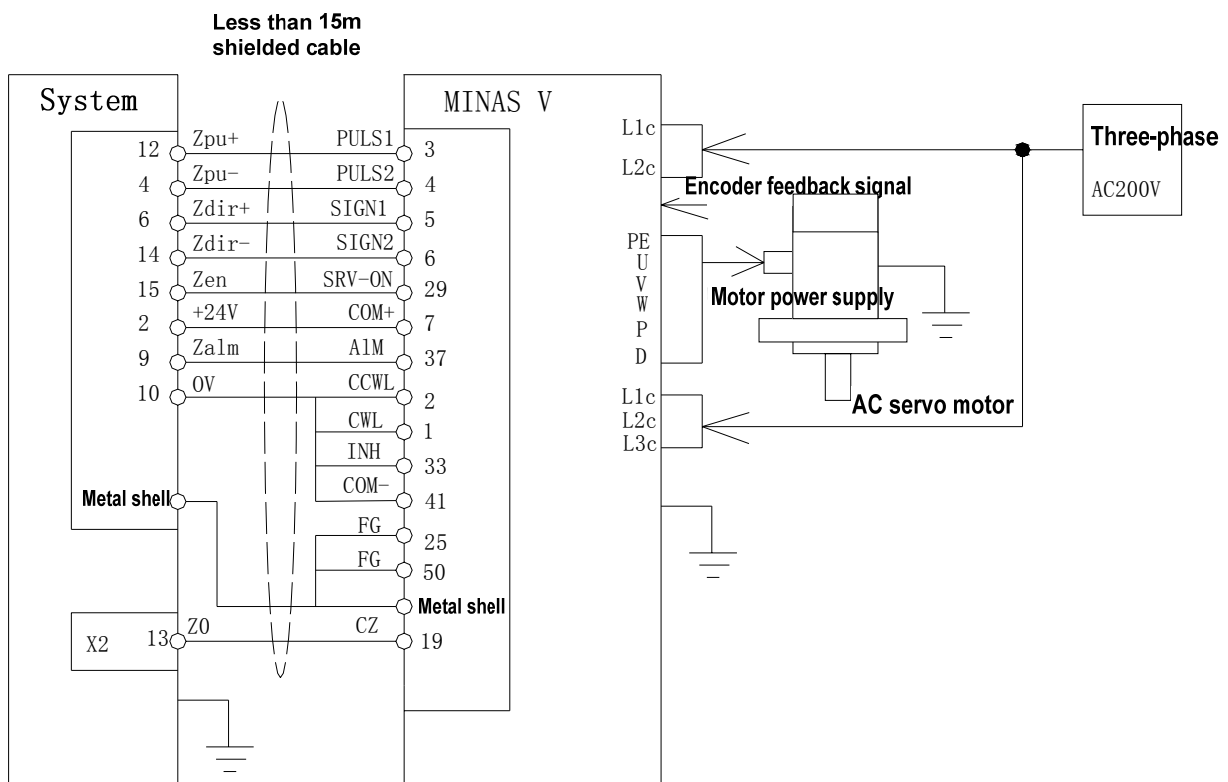 Less than 15m
shielded cable
System
MINAS V
12 Zpu+ PULS1 3
4 Zpu- PULS2 4
6 Zdir+ SIGN1 5
14 Zdir- SIGN2 6
15 Zen SRV-ON 29
2 +24V COM+ 7
9 Zalm AlM 37
10 0V CCWL 2
CWL 1
INH 33
COM- 41
Metal shell
FG 25
FG 50
Metal shell
X2 13 Z0 CZ 19
L1c
L2c
Encoder feedback signal
PE
U
V
W
P
D
Motor power supply
AC servo motor
L1c
L2c
L3c
Three-phase
AC200V